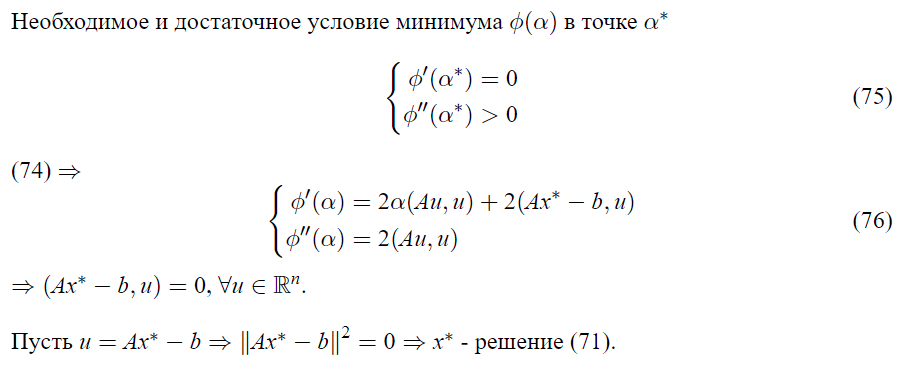 Необходимое и достаточное условие минимума ϕ(α) в точке α*
{ ϕ′(α*) = 0
ϕ″(α*) > 0 (75)
(74) ⇒
{ ϕ′(α) = 2α(Au, u) + 2(Ax* − b, u)
ϕ″(α) = 2(Au, u) (76)
⇒ (Ax* − b, u) = 0, ∀u ∈ ℝⁿ.
Пусть u = Ax* − b ⇒ ‖Ax* − b‖² = 0 ⇒ x* - решение (71).